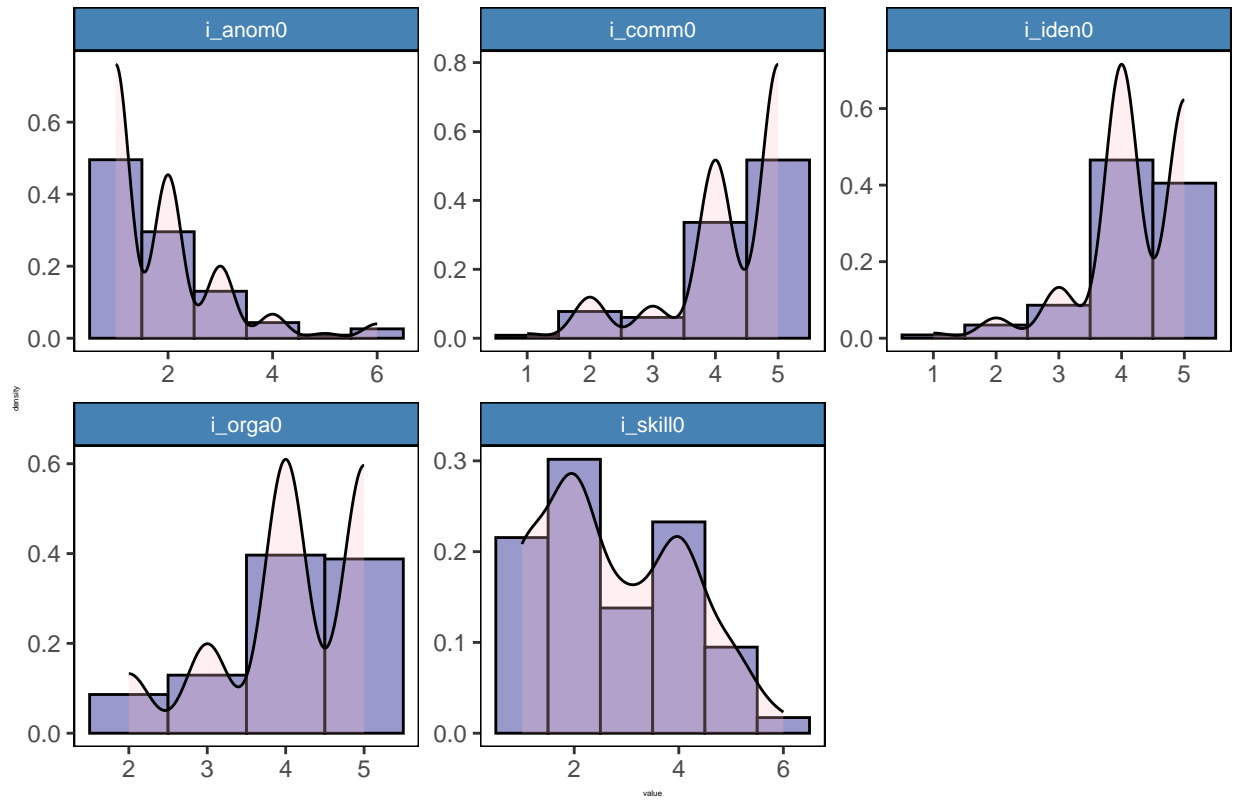 i_anom0 i_comm0 i_iden0
0.6 0.8 0.6
0.4 0.6 0.4
0.2 0.4 0.2
0.0 0.2 0.0
0.0
2 4 6 1 2 3 4 5 1 2 3 4 5
density
i_orga0 i_skill0
0.6 0.3
0.4 0.2
0.2 0.1
0.0 0.0
2 3 4 5 2 4 6
value